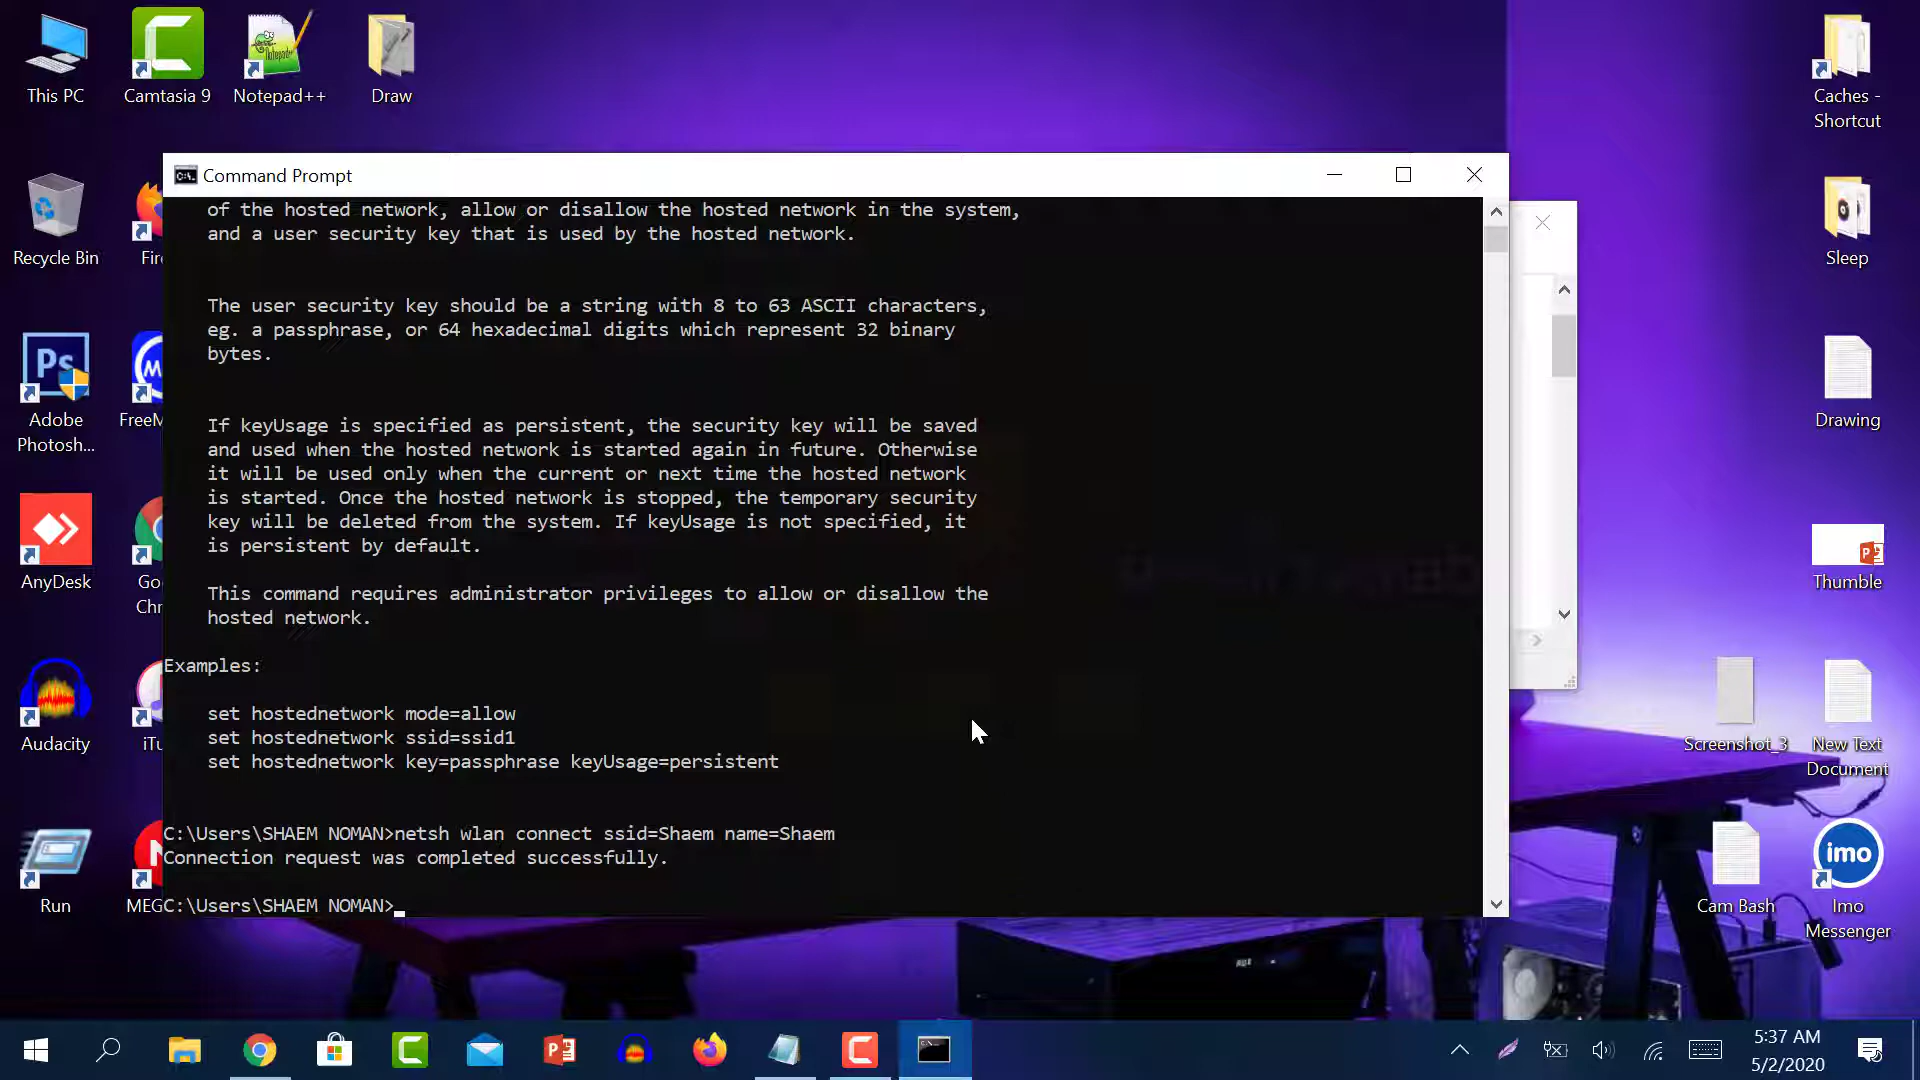 This PC
Camtasia 9
Notepad++
Draw
Caches -
Shortcut
Recycle Bin
Fire
Sleep
Adobe
Photosh...
FreeM
Drawing
AnyDesk
Go
Chr
Thumble
Audacity
iTu
Screenshot_3
New Text
Document
Run
MEG
Cam Bash
Imo
Messenger
imo
Ps
Command Prompt
of the hosted network, allow or disallow the hosted network in the system,
and a user security key that is used by the hosted network.
The user security key should be a string with 8 to 63 ASCII characters,
eg. a passphrase, or 64 hexadecimal digits which represent 32 binary
bytes.
If keyUsage is specified as persistent, the security key will be saved
and used when the hosted network is started again in future. Otherwise
it will be used only when the current or next time the hosted network
is started. Once the hosted network is stopped, the temporary security
key will be deleted from the system. If keyUsage is not specified, it
is persistent by default.
This command requires administrator privileges to allow or disallow the
hosted network.
Examples:
set hostednetwork mode=allow
set hostednetwork ssid=ssid1
set hostednetwork key=passphrase keyUsage=persistent
C:\Users\SHAEM NOMAN>netsh wlan connect ssid=Shaem name=Shaem
Connection request was completed successfully.
C:\Users\SHAEM NOMAN>
5:37 AM
5/2/2020